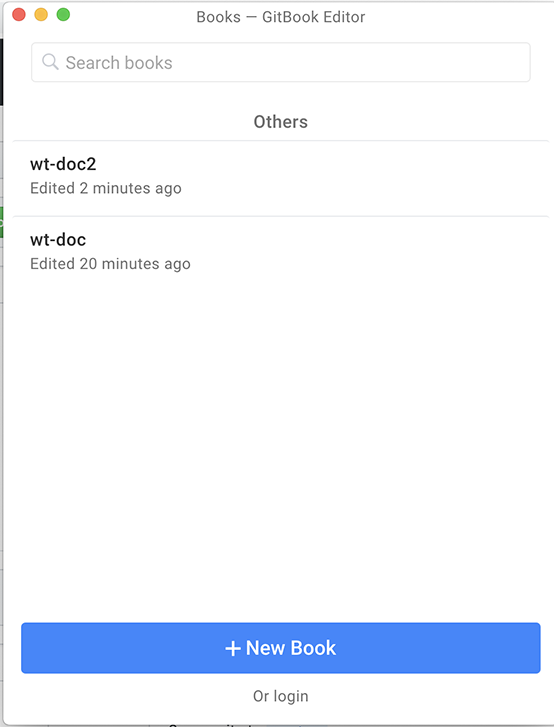 Books — GitBook Editor
Search books
Others
wt-doc2
Edited 2 minutes ago
wt-doc
Edited 20 minutes ago
+ New Book
Or login